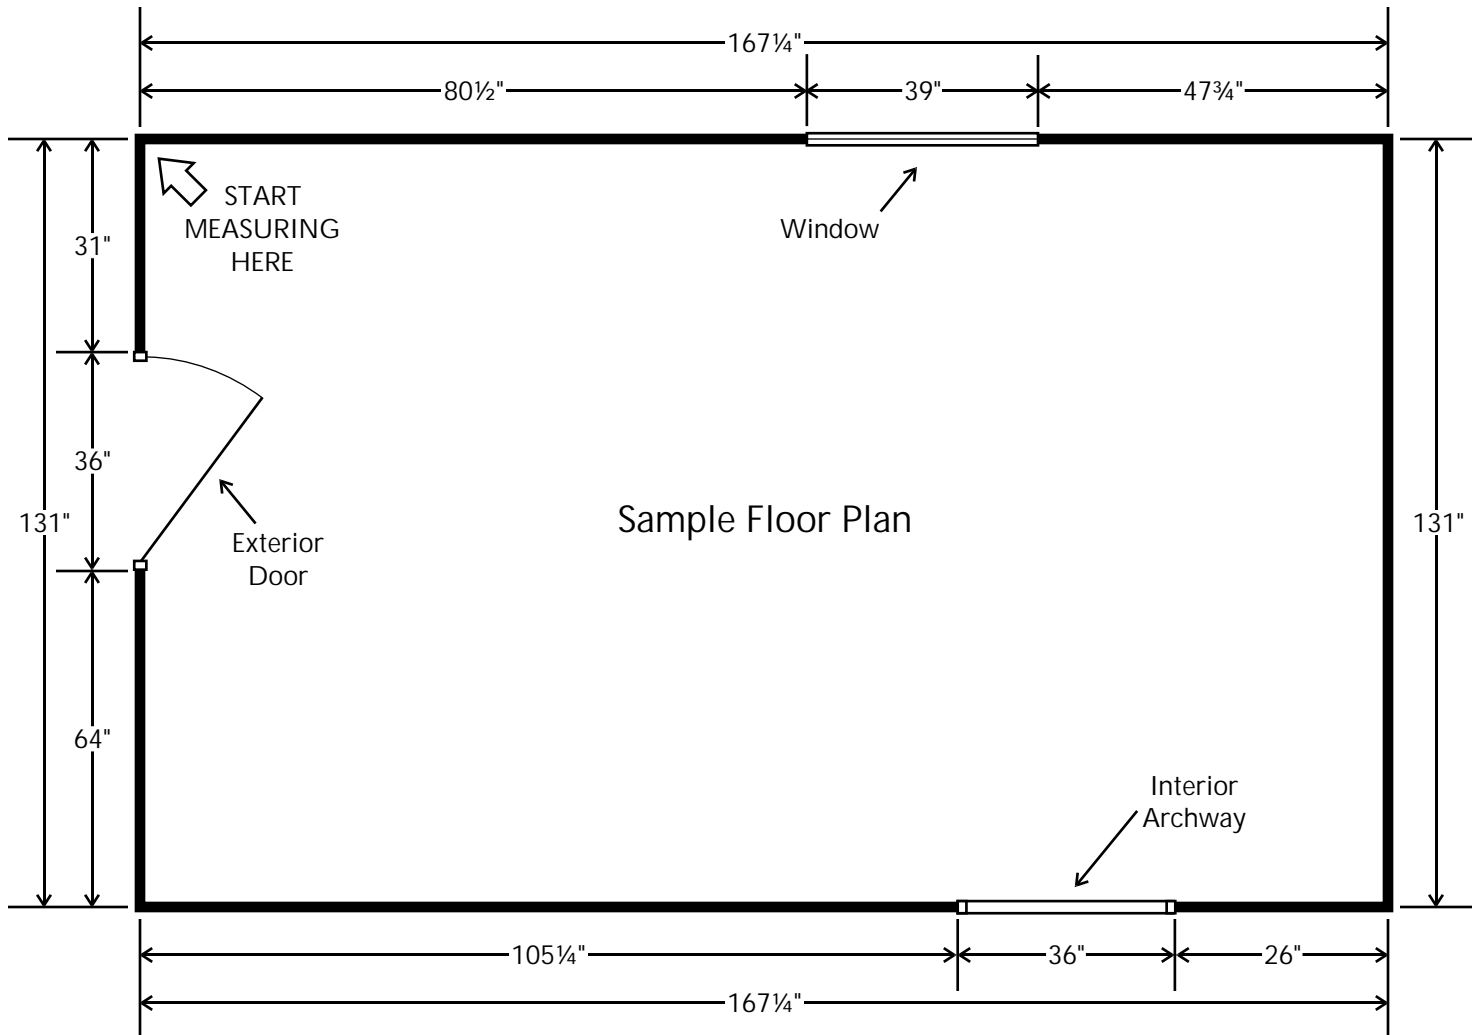 167¼"
80½"
39"
47¾"
START
MEASURING
HERE
Window
31"
36"
131"
Exterior
Door
Sample Floor Plan
131"
64"
Interior
Archway
105¼"
36"
26"
167¼"